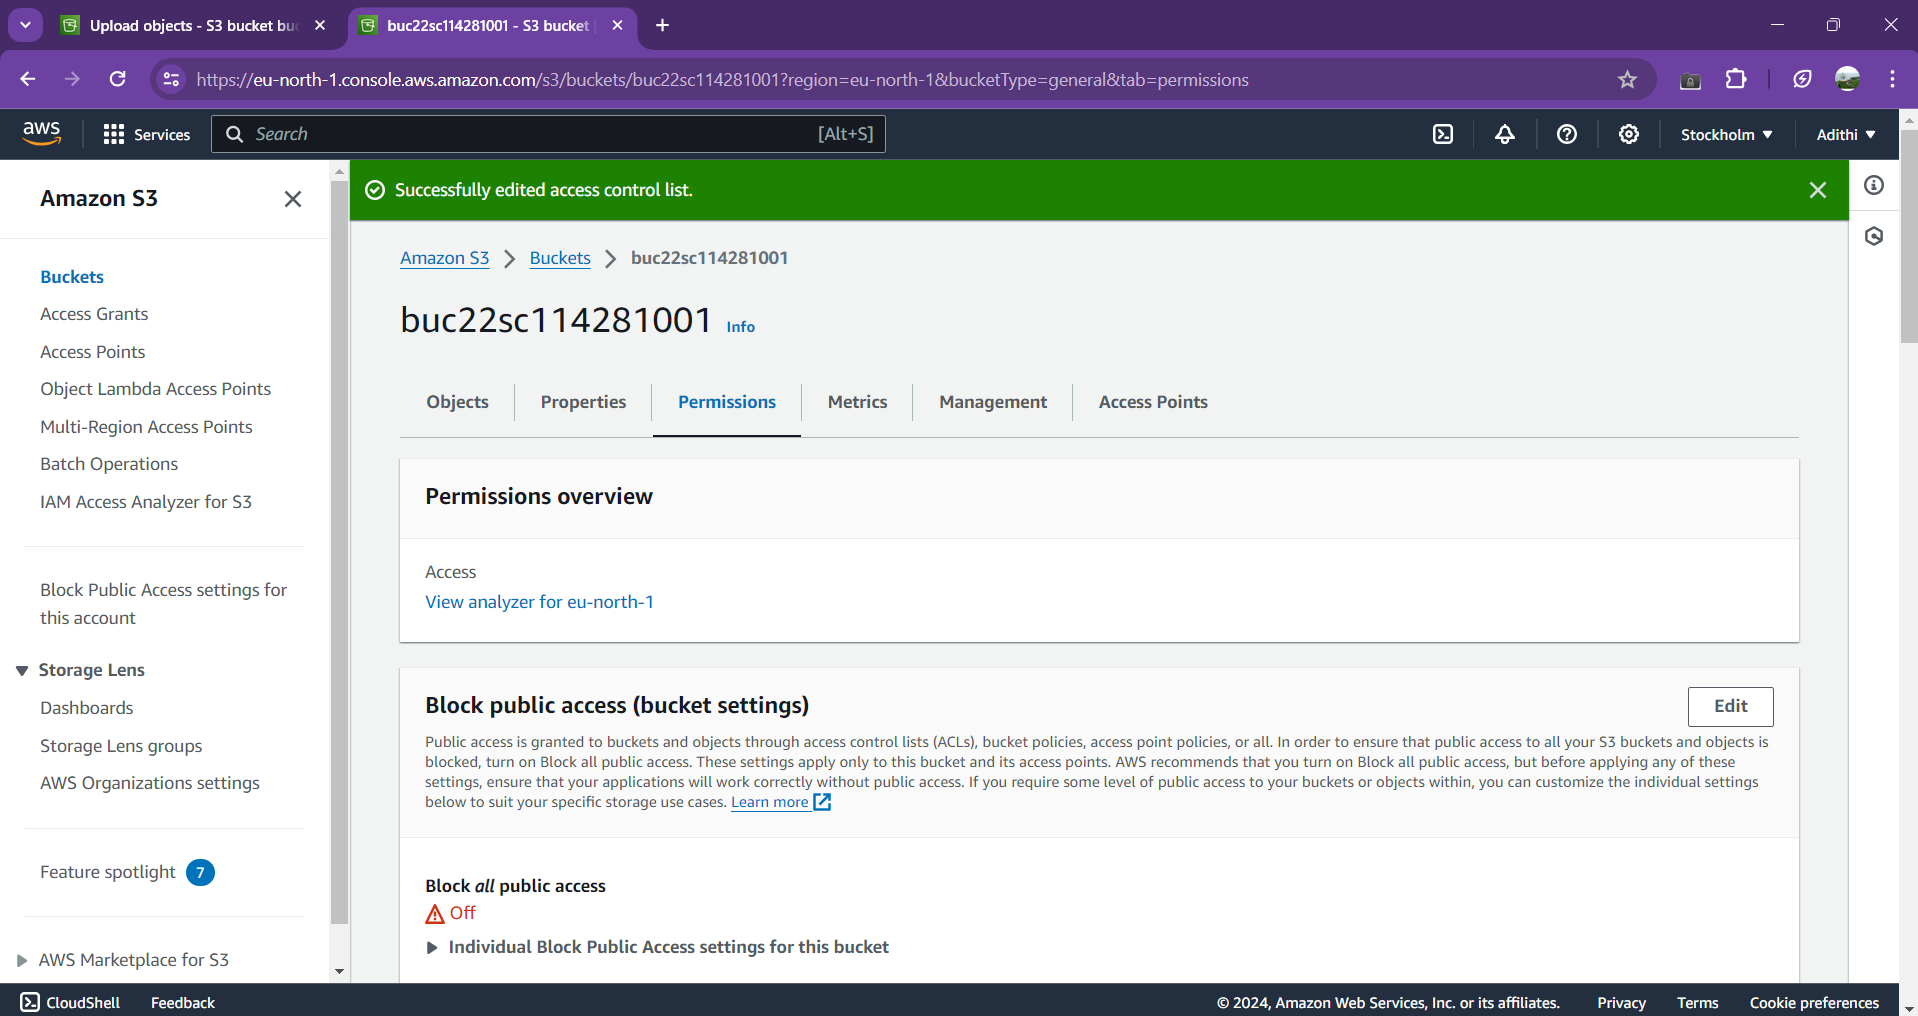 Upload objects - S3 bucket buc
buc22sc114281001 - S3 bucket
https://eu-north-1.console.aws.amazon.com/s3/buckets/buc22sc114281001?region=eu-north-1&bucketType=general&tab=permissions
aws
Services
Search
[Alt+S]
Stockholm
Adithi
Amazon S3
Buckets
Access Grants
Access Points
Object Lambda Access Points
Multi-Region Access Points
Batch Operations
IAM Access Analyzer for S3
Block Public Access settings for
this account
Storage Lens
Dashboards
Storage Lens groups
AWS Organizations settings
Feature spotlight 7
AWS Marketplace for S3
Successfully edited access control list.
Amazon S3 > Buckets > buc22sc114281001
buc22sc114281001 Info
Objects
Properties
Permissions
Metrics
Management
Access Points
Permissions overview
Access
View analyzer for eu-north-1
Block public access (bucket settings)
Edit
Public access is granted to buckets and objects through access control lists (ACLs), bucket policies, access point policies, or all. In order to ensure that public access to all your S3 buckets and objects is
blocked, turn on Block all public access. These settings apply only to this bucket and its access points. AWS recommends that you turn on Block all public access, but before applying any of these
settings, ensure that your applications will work correctly without public access. If you require some level of public access to your buckets or objects within, you can customize the individual settings
below to suit your specific storage use cases. Learn more
Block all public access
Off
Individual Block Public Access settings for this bucket
CloudShell
Feedback
© 2024, Amazon Web Services, Inc. or its affiliates.
Privacy
Terms
Cookie preferences